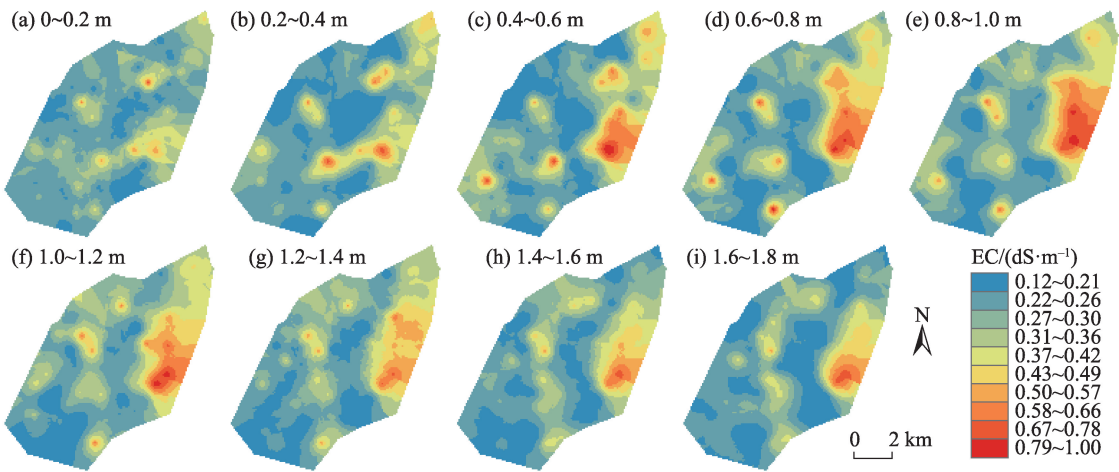 (a) 0~0.2 m
(b) 0.2~0.4 m
(c) 0.4~0.6 m
(d) 0.6~0.8 m
(e) 0.8~1.0 m
(f) 1.0~1.2 m
(g) 1.2~1.4 m
(h) 1.4~1.6 m
(i) 1.6~1.8 m
EC/(dS·m⁻¹)
0.12~0.21
0.22~0.26
0.27~0.30
0.31~0.36
0.37~0.42
0.43~0.49
0.50~0.57
0.58~0.66
0.67~0.78
0.79~1.00
N
0 2 km